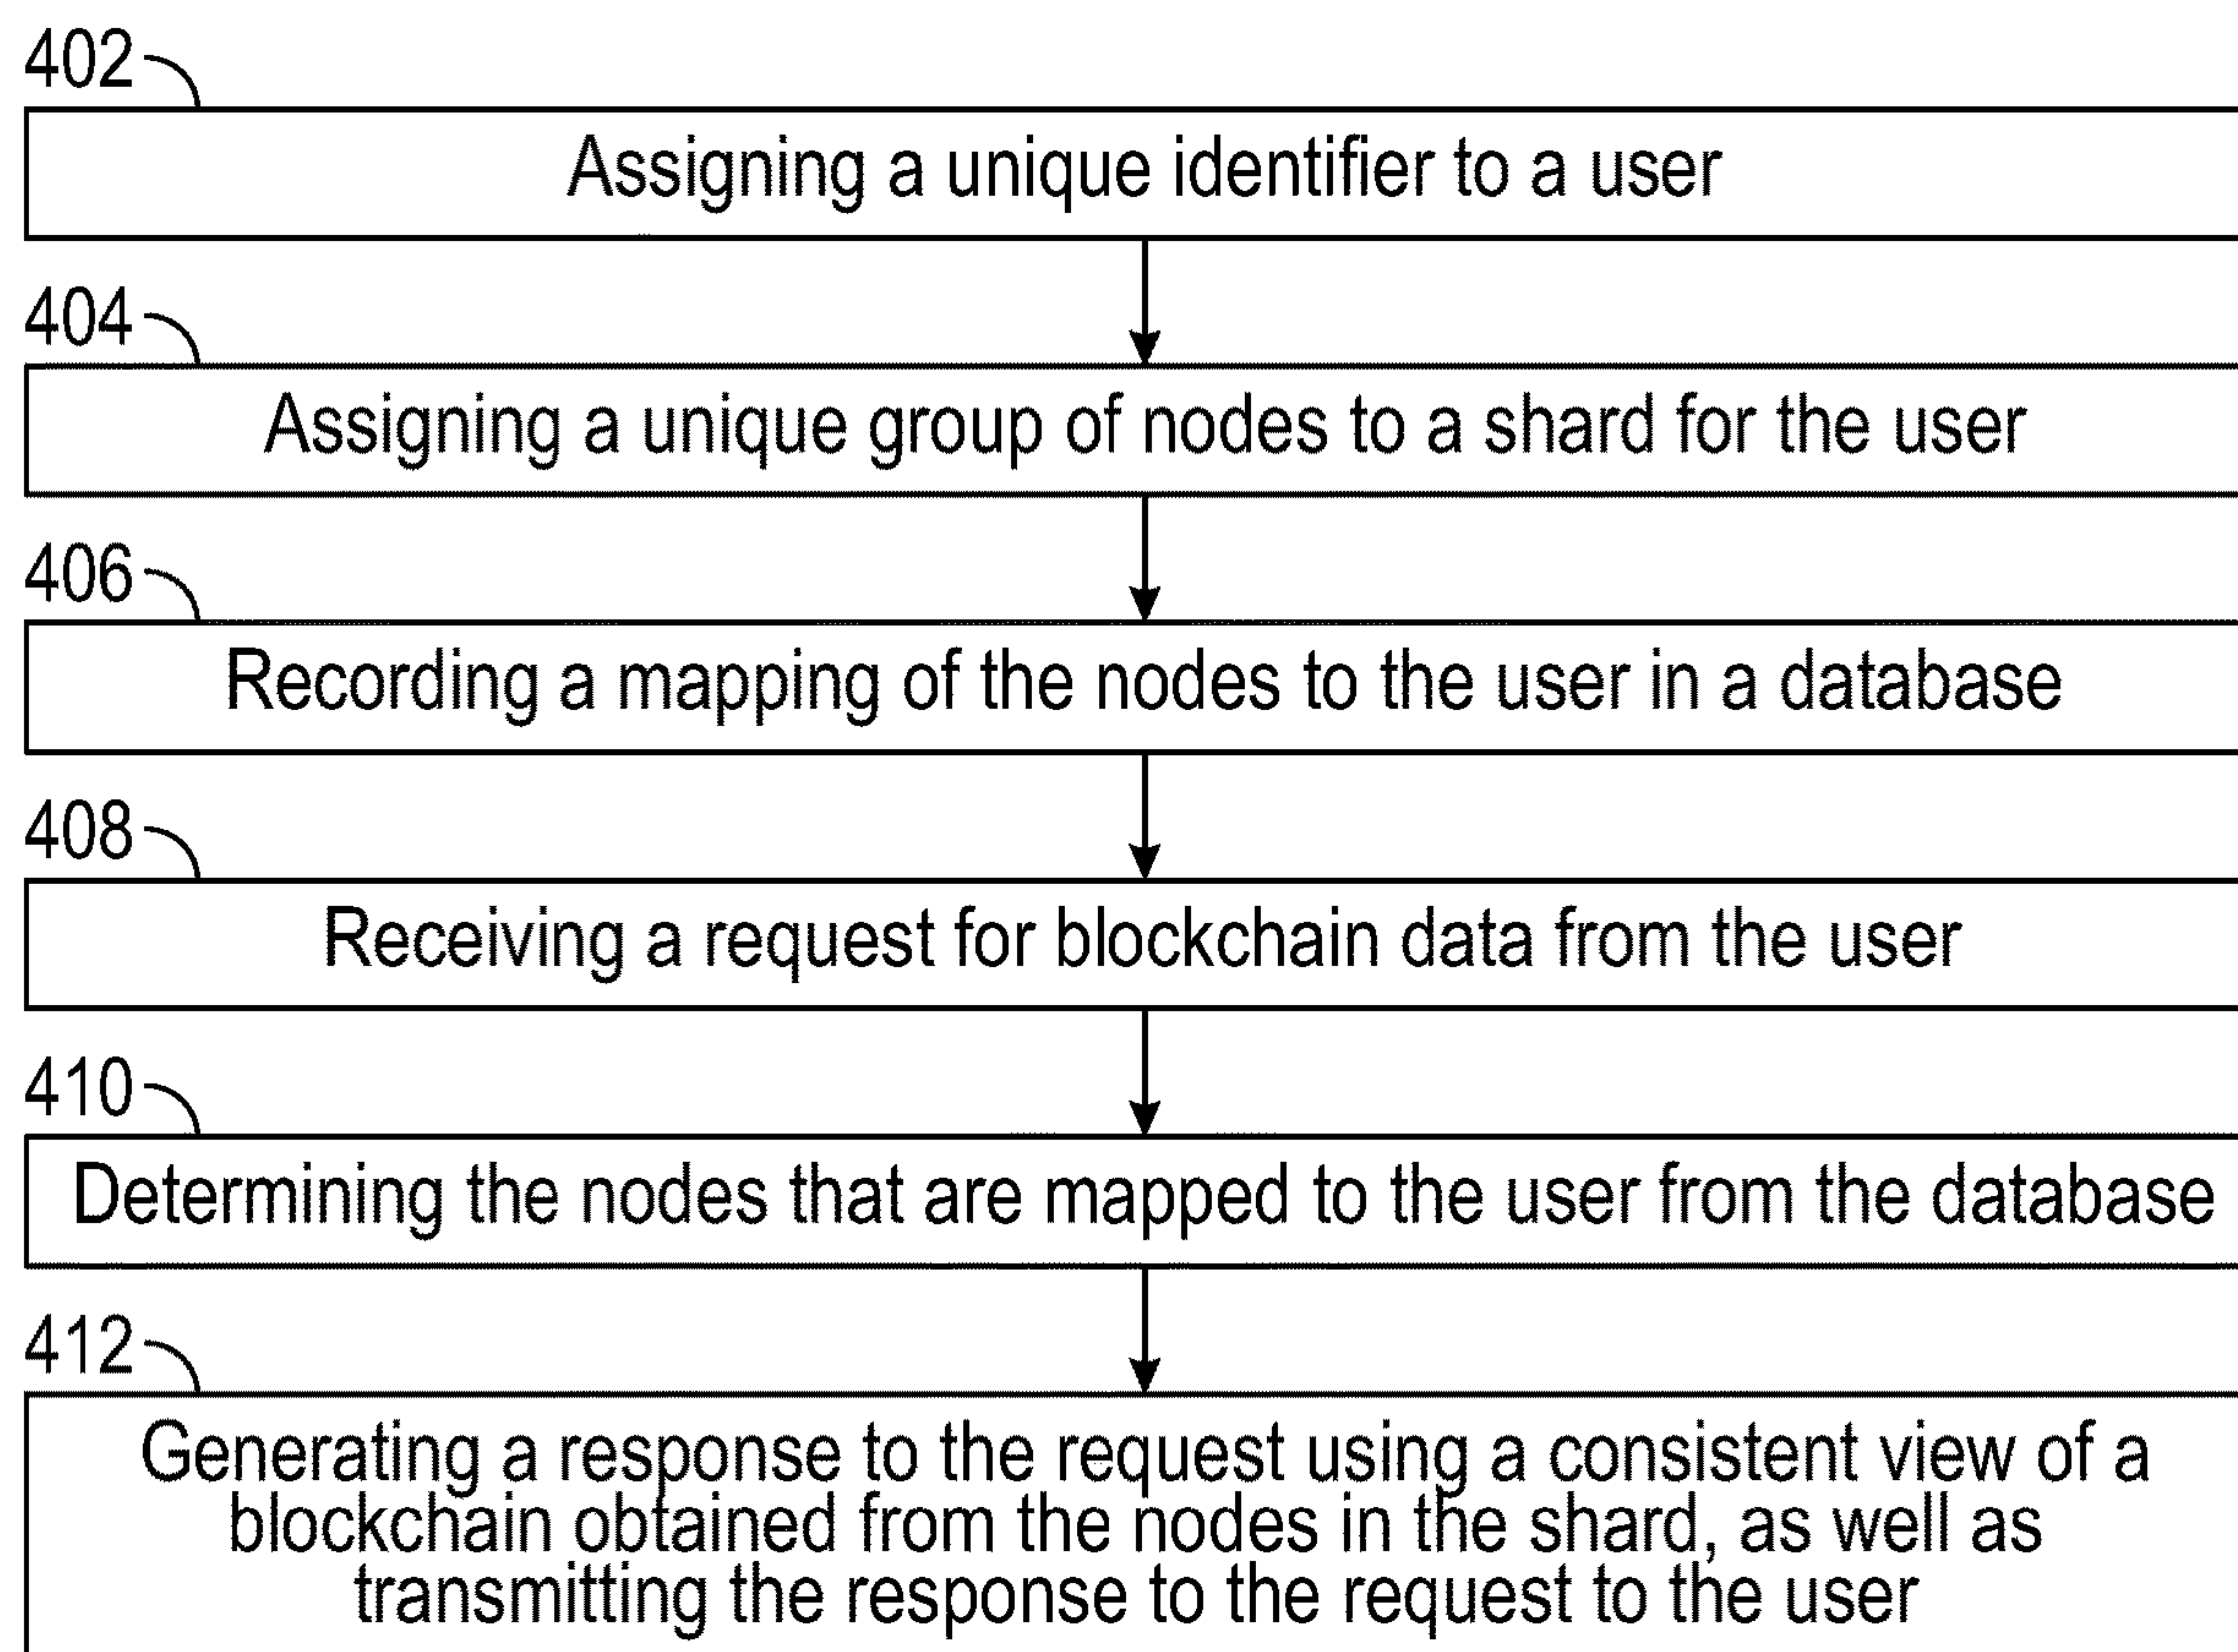 402
Assigning a unique identifier to a user
404
Assigning a unique group of nodes to a shard for the user
406
Recording a mapping of the nodes to the user in a database
408
Receiving a request for blockchain data from the user
410
Determining the nodes that are mapped to the user from the database
412
Generating a response to the request using a consistent view of a
blockchain obtained from the nodes in the shard, as well as
transmitting the response to the request to the user